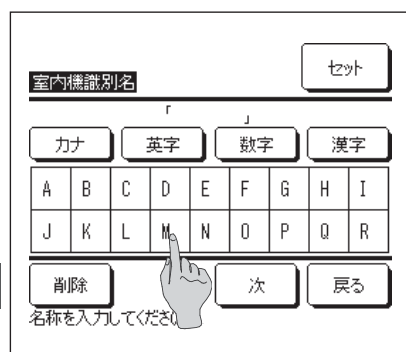 セット
室内機識別名
「 」
カナ 英字 数字 漢字
A B C D E F G H I
J K L M N O P Q R
削除 次 戻る
名称を入力してくださ